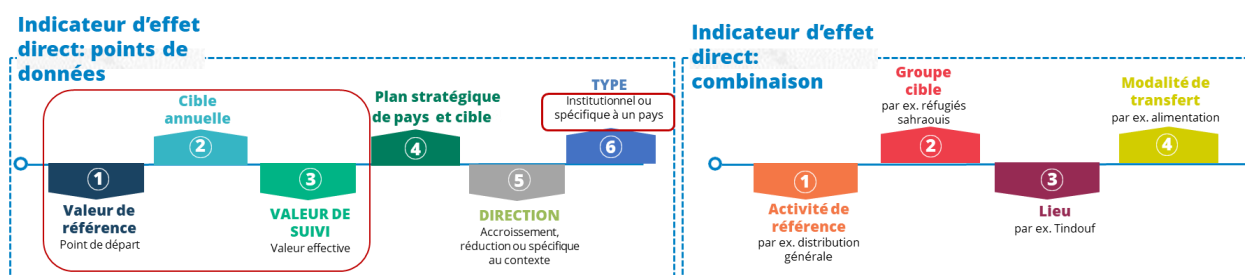 Indicateur d’effet
direct: points de
données
Cible
annuelle
②
Plan stratégique
de pays et cible
④
TYPE
Institutionnel ou
spécifique à un pays
⑥
①
Valeur de
référence
Point de départ
③
VALEUR DE
SUIVI
Valeur effective
⑤
DIRECTION
Accroissement,
réduction ou spécifique
au contexte
Indicateur d’effet
direct:
combinaison
Groupe
cible
par ex. réfugiés
sahraouis
②
Modalité de
transfert
par ex. alimentation
④
①
Activité de
référence
par ex. distribution
générale
③
Lieu
par ex. Tindouf